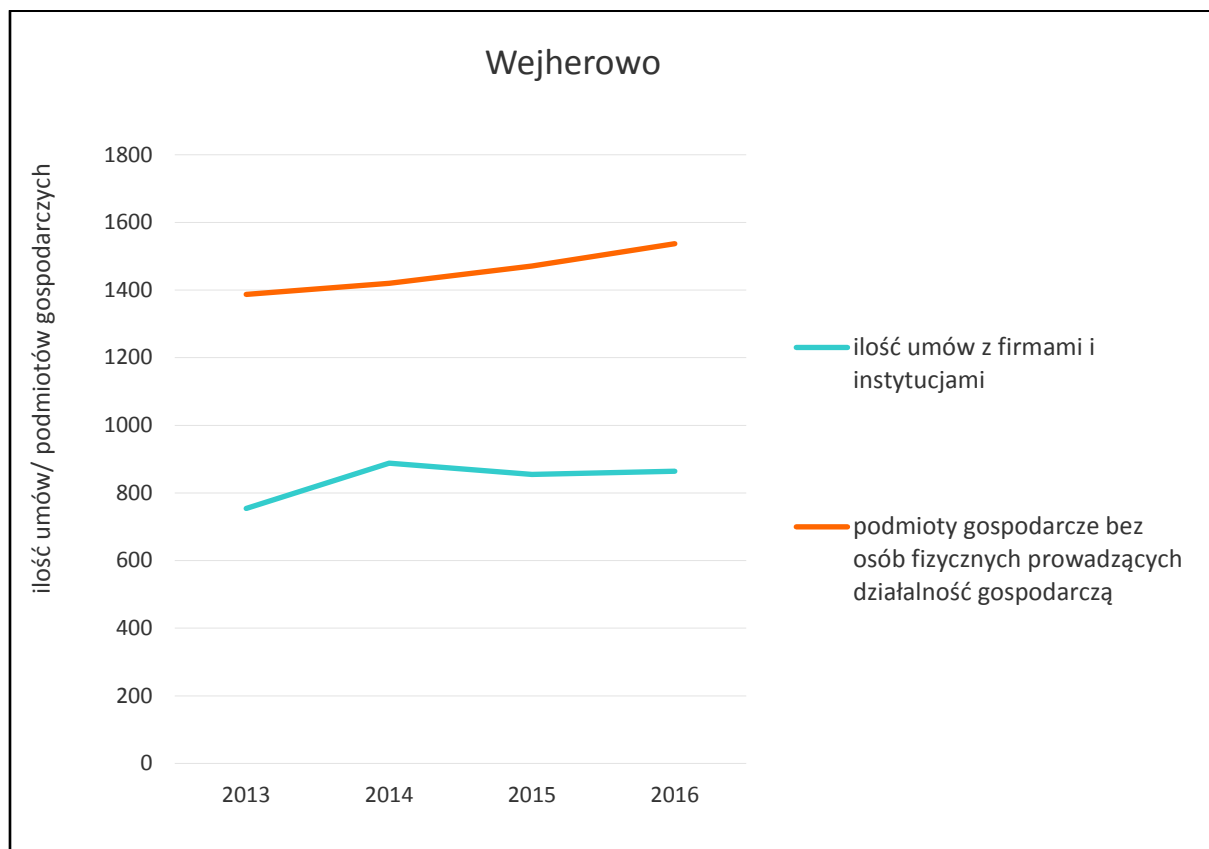 Wejherowo
ilość umów/ podmiotów gospodarczych
1800
1600
1400
1200
1000
800
600
400
200
0
2013 2014 2015 2016
ilość umów z firmami i
instytucjami
podmioty gospodarcze bez
osób fizycznych prowadzących
działalność gospodarczą